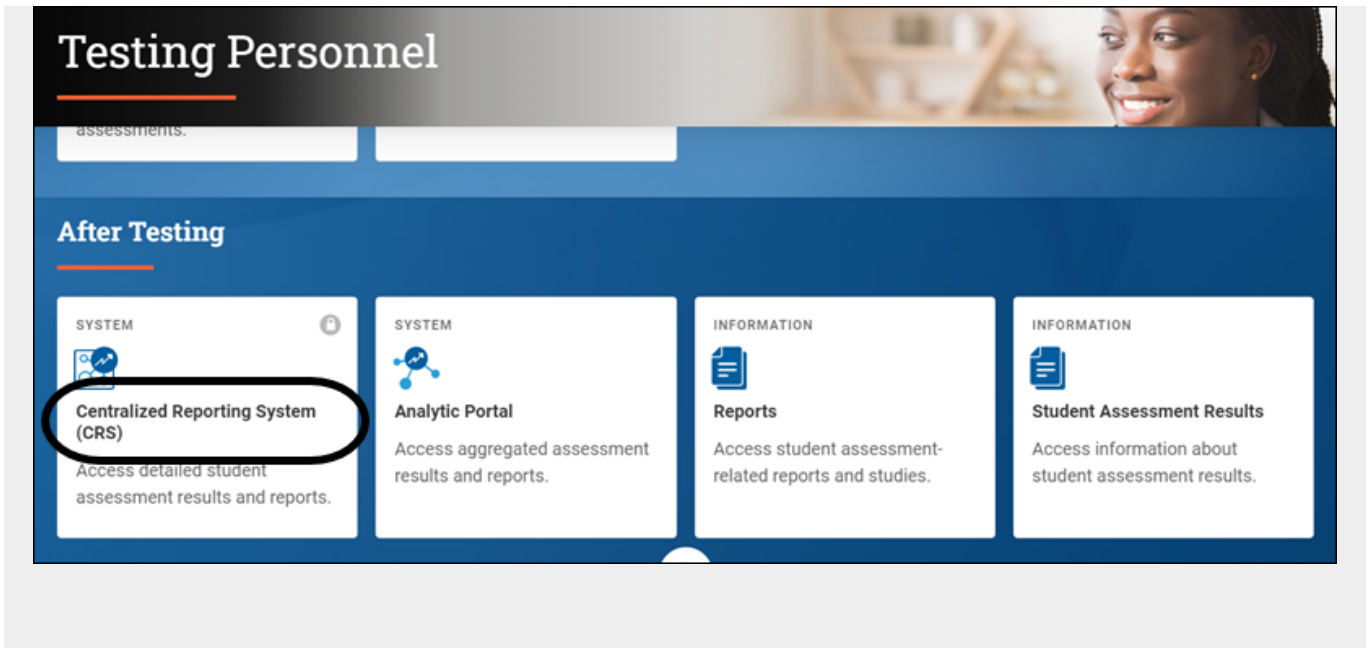 Testing Personnel
assessments.
After Testing
SYSTEM
Centralized Reporting System
(CRS)
Access detailed student
assessment results and reports.
SYSTEM
Analytic Portal
Access aggregated assessment
results and reports.
INFORMATION
Reports
Access student assessment-
related reports and studies.
INFORMATION
Student Assessment Results
Access information about
student assessment results.